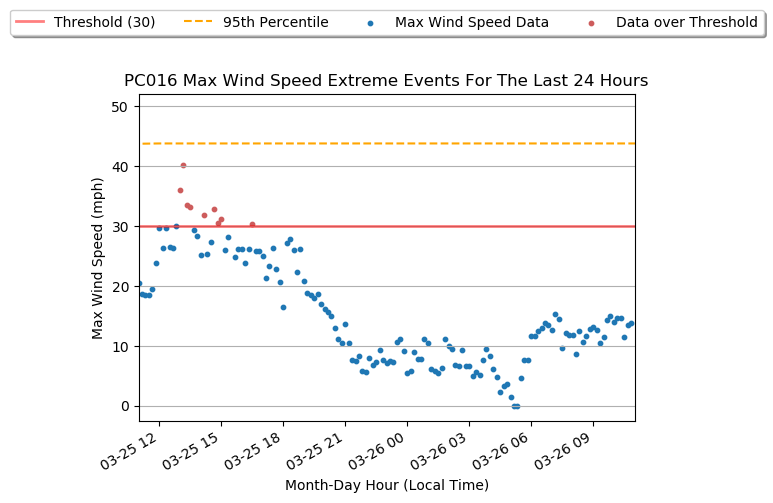 Threshold (30) 95th Percentile Max Wind Speed Data Data over Threshold
PC016 Max Wind Speed Extreme Events For The Last 24 Hours
50
40
30
20
10
0
Max Wind Speed (mph)
03-25 12 03-25 15 03-25 18 03-25 21 03-26 00 03-26 03 03-26 06 03-26 09
Month-Day Hour (Local Time)